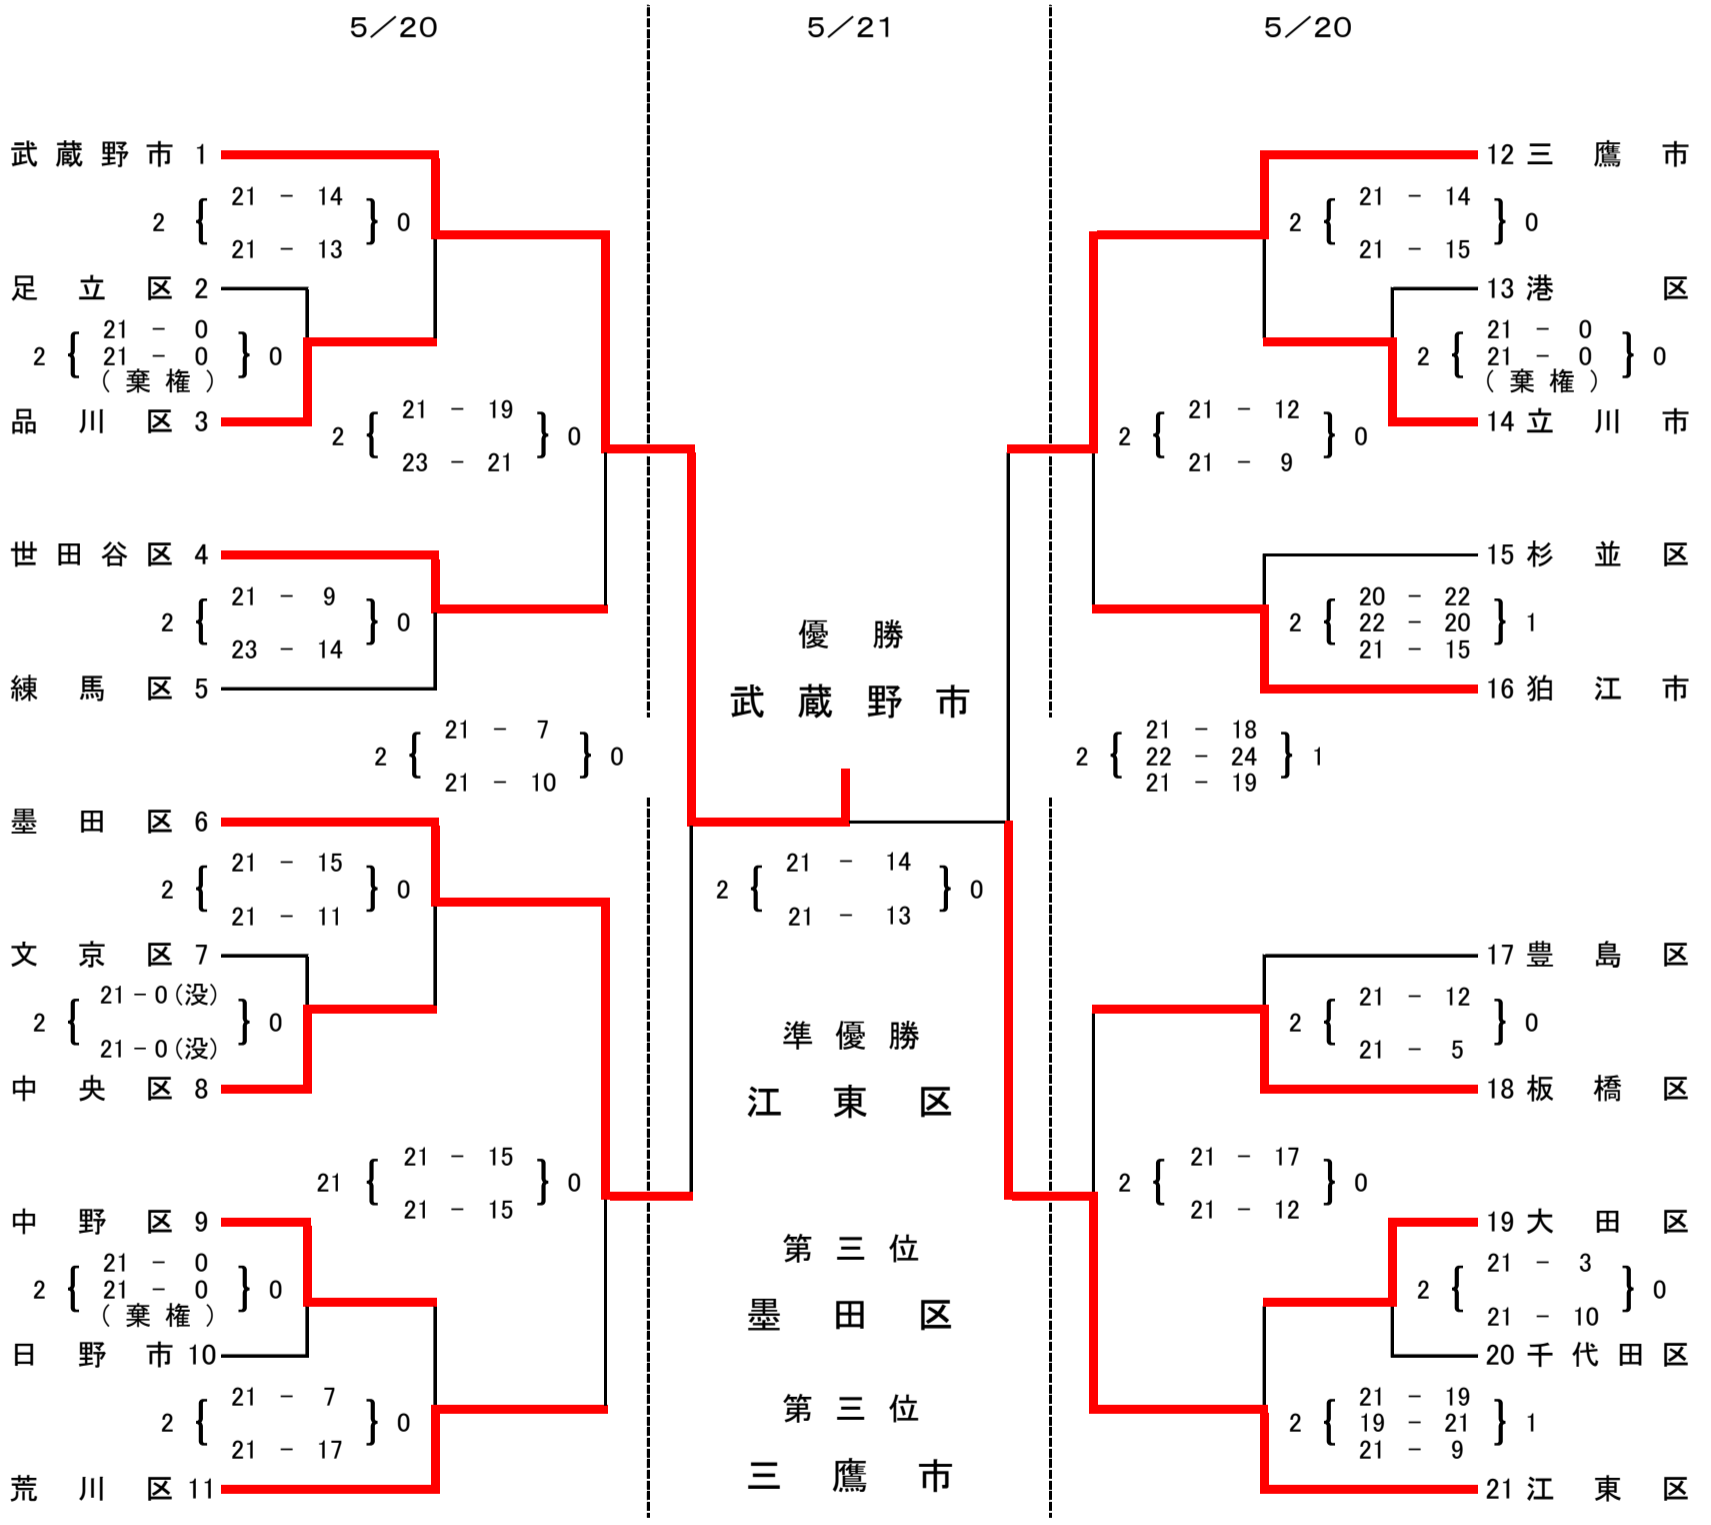 5/20
5/21
5/20
武蔵野市 1
2 { 21 - 14 } 0
21 - 13
足立区 2
2 { 21 - 0 } 0
21 - 0
(棄権)
品川区 3
2 { 21 - 19 } 0
23 - 21
世田谷区 4
2 { 21 - 9 } 0
23 - 14
練馬区 5
2 { 21 - 7 } 0
21 - 10
墨田区 6
2 { 21 - 15 } 0
21 - 11
文京区 7
2 { 21-0(没) } 0
21-0(没)
中央区 8
21 { 21 - 15 } 0
21 - 15
中野区 9
2 { 21 - 0 } 0
21 - 0
(棄権)
日野市 10
2 { 21 - 7 } 0
21 - 17
荒川区 11
優勝
武蔵野市
2 { 21 - 14 } 0
21 - 13
準優勝
江東区
第三位
墨田区
第三位
三鷹市
12 三鷹市
2 { 21 - 14 } 0
21 - 15
13 港区
2 { 21 - 0 } 0
21 - 0
(棄権)
14 立川市
2 { 21 - 12 } 0
21 - 9
15 杉並区
2 { 20 - 22 } 1
22 - 20
21 - 15
16 狛江市
2 { 21 - 18 } 1
22 - 24
21 - 19
17 豊島区
2 { 21 - 12 } 0
21 - 5
18 板橋区
2 { 21 - 17 } 0
21 - 12
19 大田区
2 { 21 - 3 } 0
21 - 10
20 千代田区
2 { 21 - 19 } 1
19 - 21
21 - 9
21 江東区